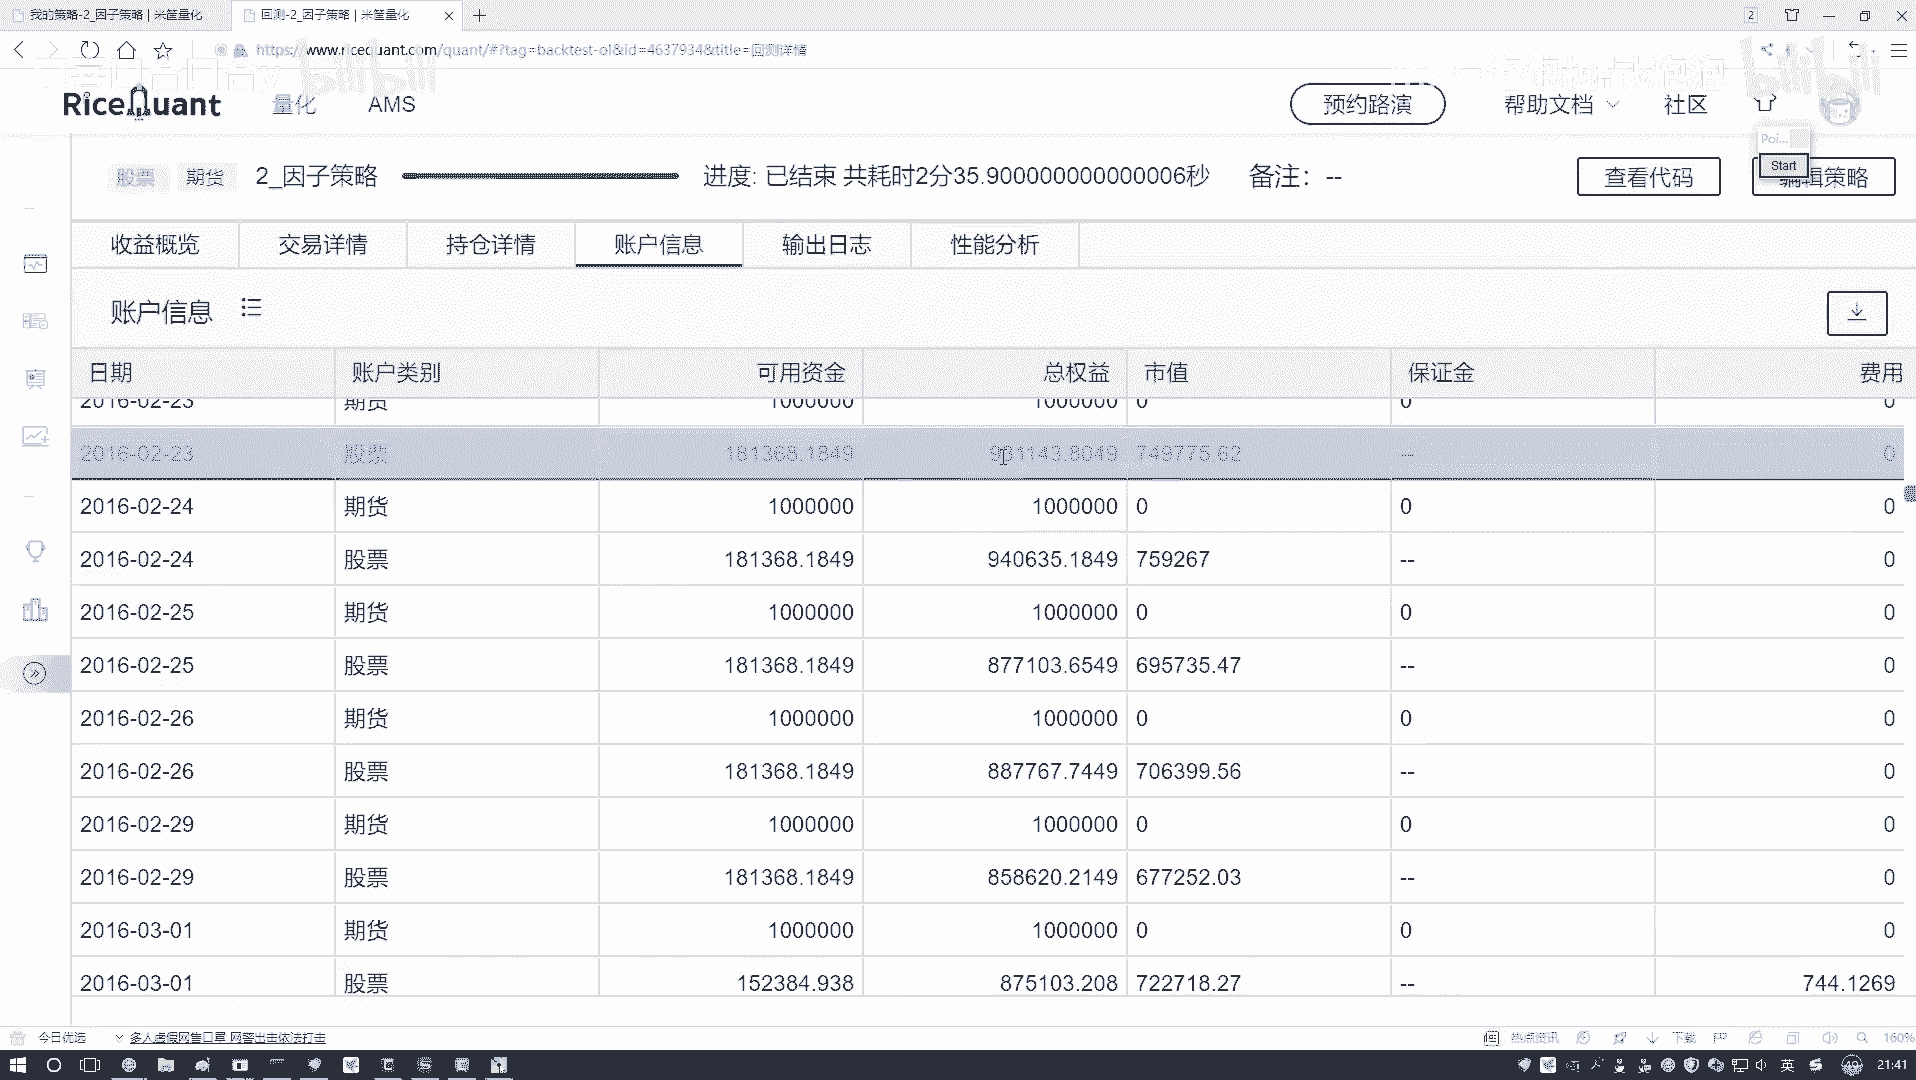 我的策略-2_因子策略 | 米筐量化
回测-2_因子策略 | 米筐量化
2
https://www.ricequant.com/quant/#?tag=backtest-ol&id=4637934&title=回测详情
bilibili
bilibili
RiceQuant 量化 AMS 预约路演 帮助文档 社区
Poi...
Start
股票 期货 2_因子策略 进度: 已结束 共耗时2分35.900000000000006秒 备注：-- 查看代码 编辑策略
收益概览 交易详情 持仓详情 账户信息 输出日志 性能分析
账户信息
日期 账户类别 可用资金 总权益 市值 保证金 费用
2016-02-23 期货 1000000 1000000 0 0 0
2016-02-23 股票 181368.1849 931143.8049 749775.62 -- 0
2016-02-24 期货 1000000 1000000 0 0 0
2016-02-24 股票 181368.1849 940635.1849 759267 -- 0
2016-02-25 期货 1000000 1000000 0 0 0
2016-02-25 股票 181368.1849 877103.6549 695735.47 -- 0
2016-02-26 期货 1000000 1000000 0 0 0
2016-02-26 股票 181368.1849 887767.7449 706399.56 -- 0
2016-02-29 期货 1000000 1000000 0 0 0
2016-02-29 股票 181368.1849 858620.2149 677252.03 -- 0
2016-03-01 期货 1000000 1000000 0 0 0
2016-03-01 股票 152384.938 875103.208 722718.27 -- 744.1269
今日优选 多人虚假网售口罩 网警出击依法打击 热点资讯 下载 160%
英 49 21:41